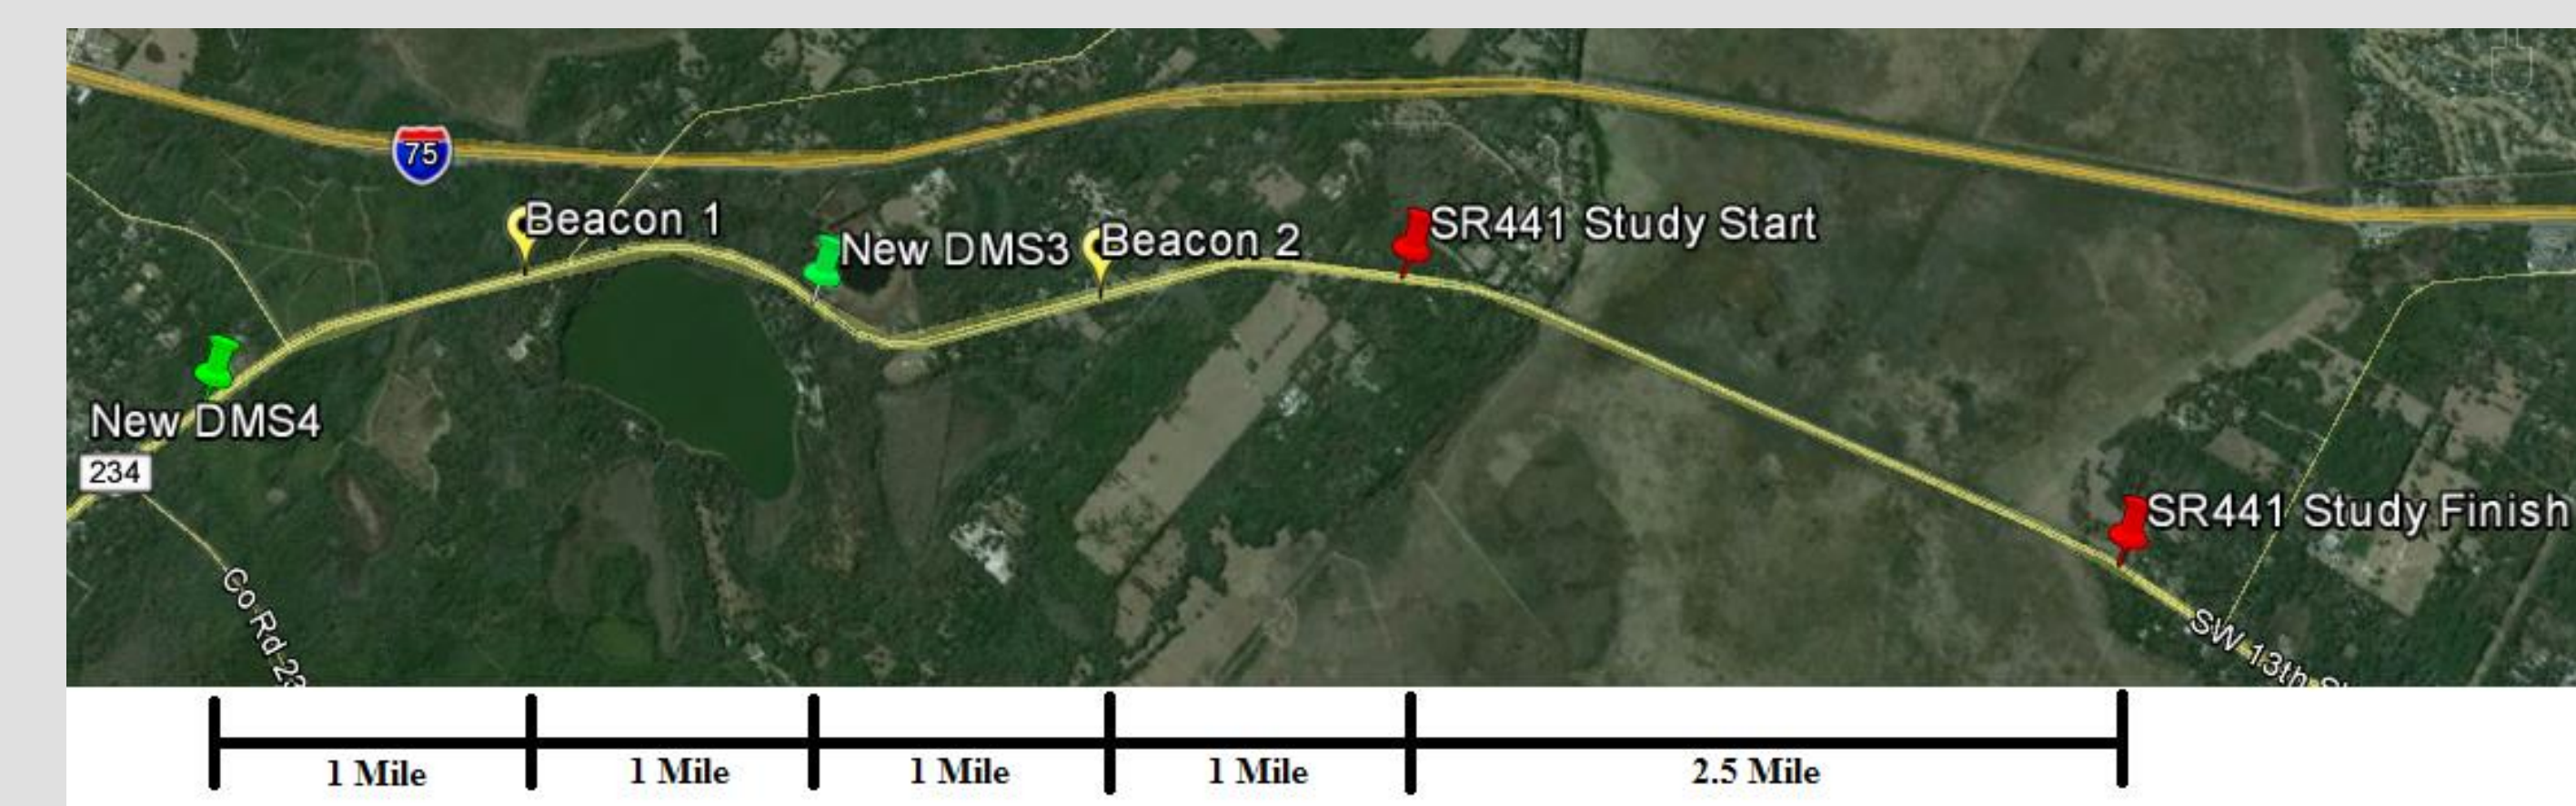 75
Beacon 1
New DMS3
Beacon 2
SR441 Study Start
New DMS4
234
SR441 Study Finish
Co Rd 23
SW 13th
1 Mile
1 Mile
1 Mile
1 Mile
2.5 Mile